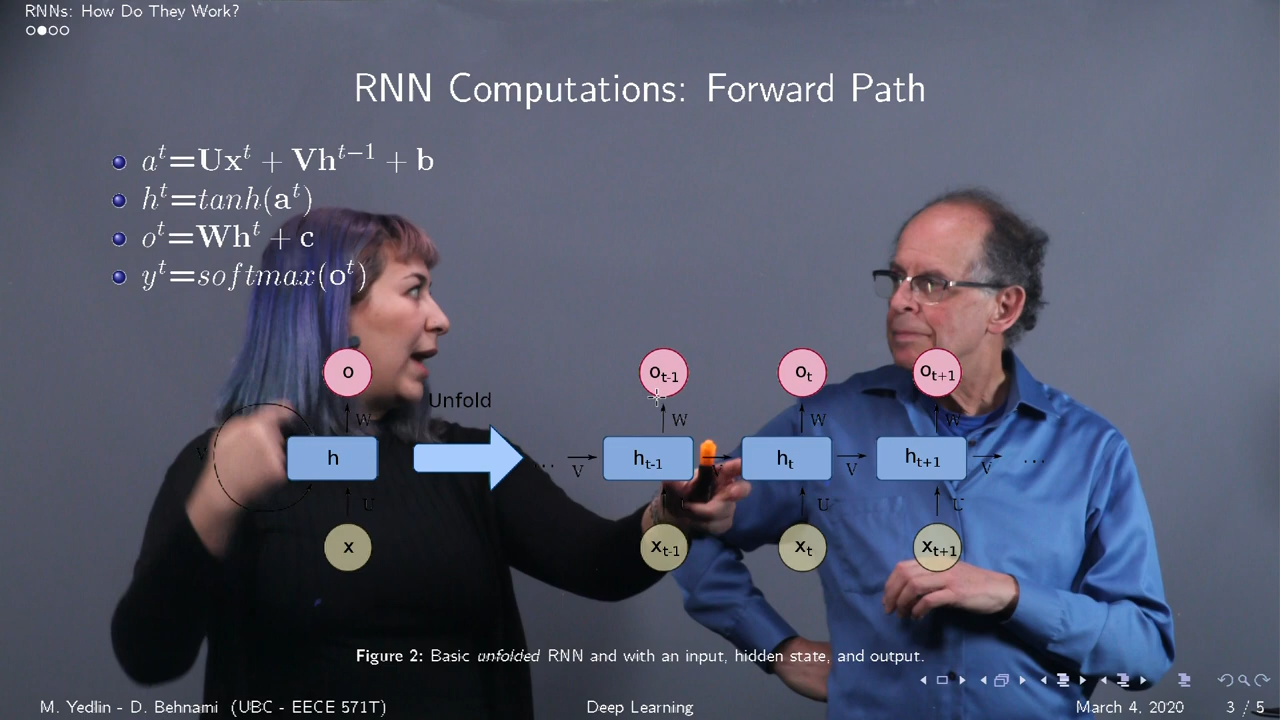 RNNs: How Do They Work?
RNN Computations: Forward Path
a^t=Ux^t + Vh^{t−1} + b
h^t=tanh(a^t)
o^t=Wh^t + c
y^t=softmax(o^t)
o o_{t-1} o_t o_{t+1}
Unfold
W W W W
V h ... V h_{t-1} V h_t V h_{t+1} V ...
U U U
x x_{t-1} x_t x_{t+1}
Figure 2: Basic unfolded RNN and with an input, hidden state, and output.
M. Yedlin - D. Behnami (UBC - EECE 571T) Deep Learning March 4, 2020 3 / 5